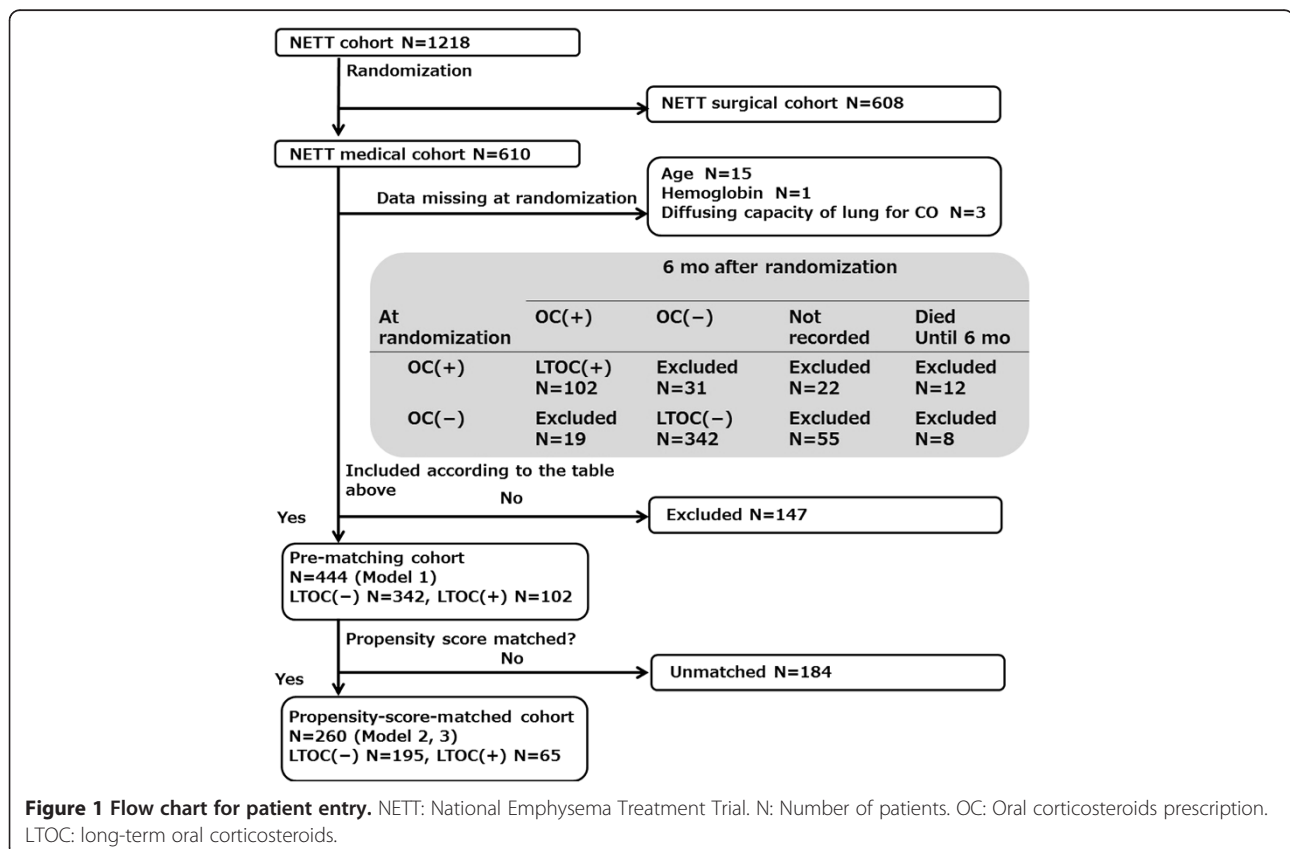 NETT cohort N=1218
Randomization
NETT surgical cohort N=608
NETT medical cohort N=610
Data missing at randomization
Age N=15
Hemoglobin N=1
Diffusing capacity of lung for CO N=3
6 mo after randomization
At randomization
OC(+)
OC(−)
Not recorded
Died Until 6 mo
OC(+)
LTOC(+) N=102
Excluded N=31
Excluded N=22
Excluded N=12
OC(−)
Excluded N=19
LTOC(−) N=342
Excluded N=55
Excluded N=8
Included according to the table
above
No
Yes
Excluded N=147
Pre-matching cohort
N=444 (Model 1)
LTOC(−) N=342, LTOC(+) N=102
Propensity score matched?
No
Yes
Unmatched N=184
Propensity-score-matched cohort
N=260 (Model 2, 3)
LTOC(−) N=195, LTOC(+) N=65
Figure 1 Flow chart for patient entry. NETT: National Emphysema Treatment Trial. N: Number of patients. OC: Oral corticosteroids prescription.
LTOC: long-term oral corticosteroids.